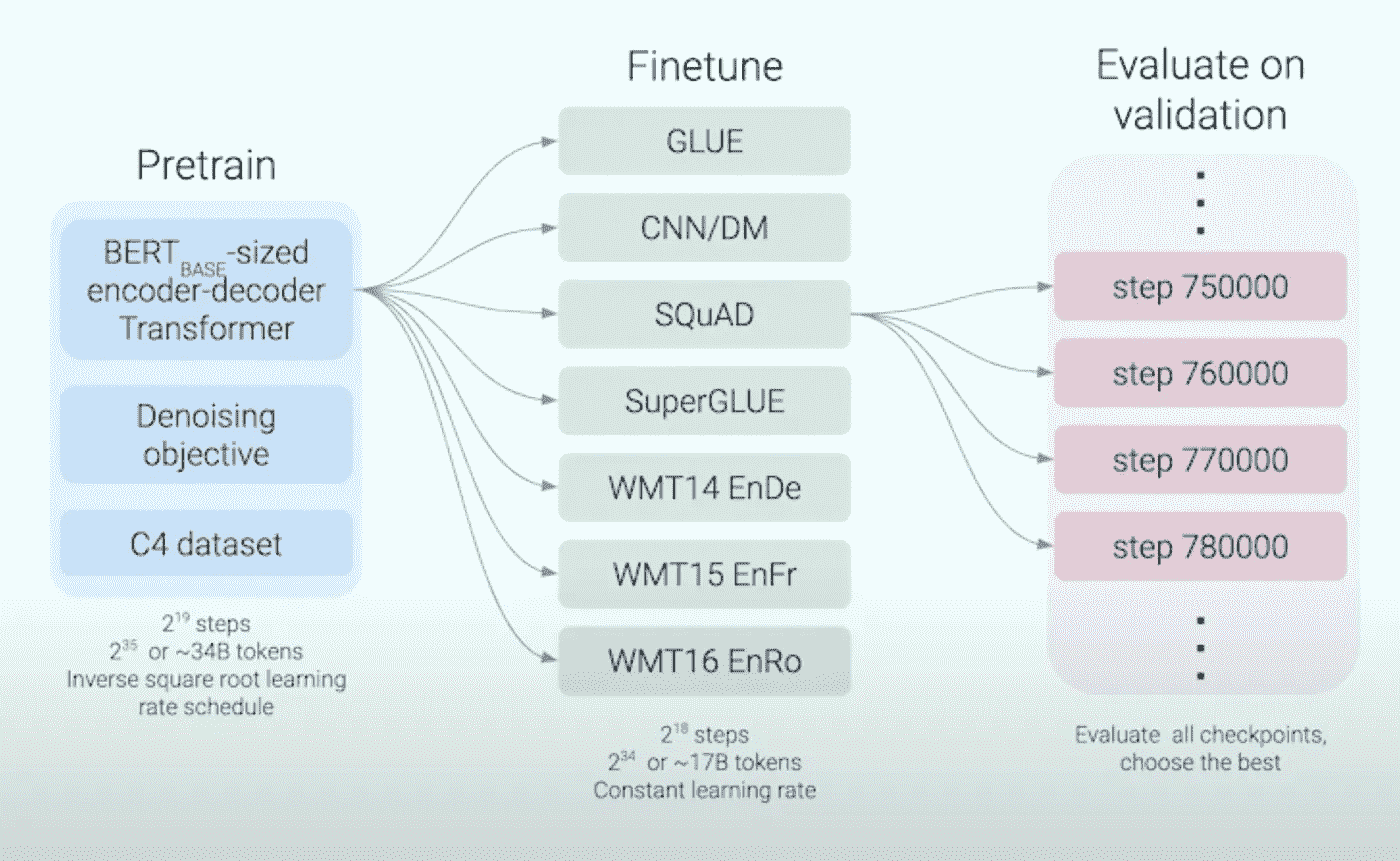 Pretrain
BERT_BASE-sized
encoder-decoder
Transformer
Denoising
objective
C4 dataset
2^19 steps
2^35 or ~34B tokens
Inverse square root learning
rate schedule
Finetune
GLUE
CNN/DM
SQuAD
SuperGLUE
WMT14 EnDe
WMT15 EnFr
WMT16 EnRo
2^18 steps
2^34 or ~17B tokens
Constant learning rate
Evaluate on
validation
step 750000
step 760000
step 770000
step 780000
Evaluate all checkpoints,
choose the best